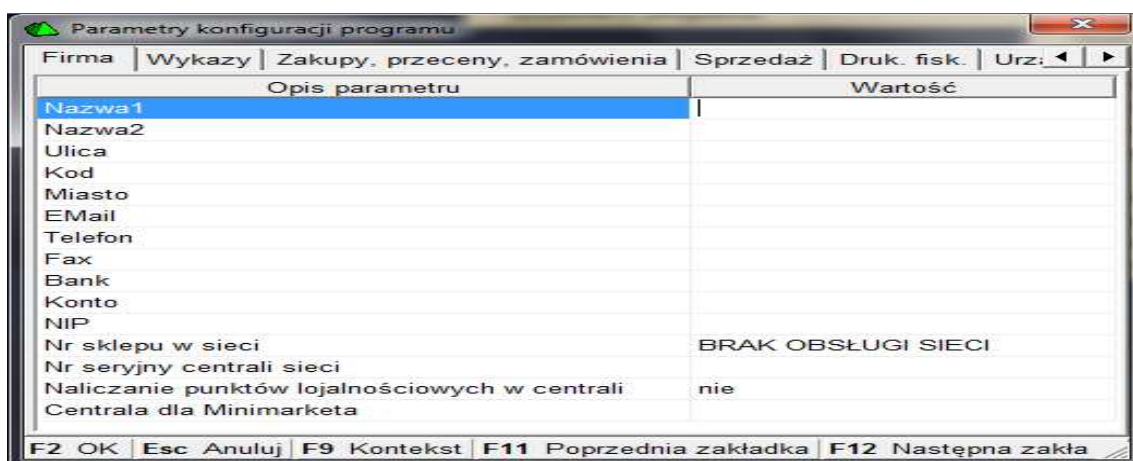 Parametry konfiguracji programu
Firma Wykazy Zakupy, przeceny, zamówienia Sprzedaż Druk. fisk. Urz
Opis parametru Wartość
Nazwa1
Nazwa2
Ulica
Kod
Miasto
EMail
Telefon
Fax
Bank
Konto
NIP
Nr sklepu w sieci BRAK OBSŁUGI SIECI
Nr seryjny centrali sieci
Naliczanie punktów lojalnościowych w centrali nie
Centrala dla Minimarketa
F2 OK Esc Anuluj F9 Kontekst F11 Poprzednia zakładka F12 Następna zakła